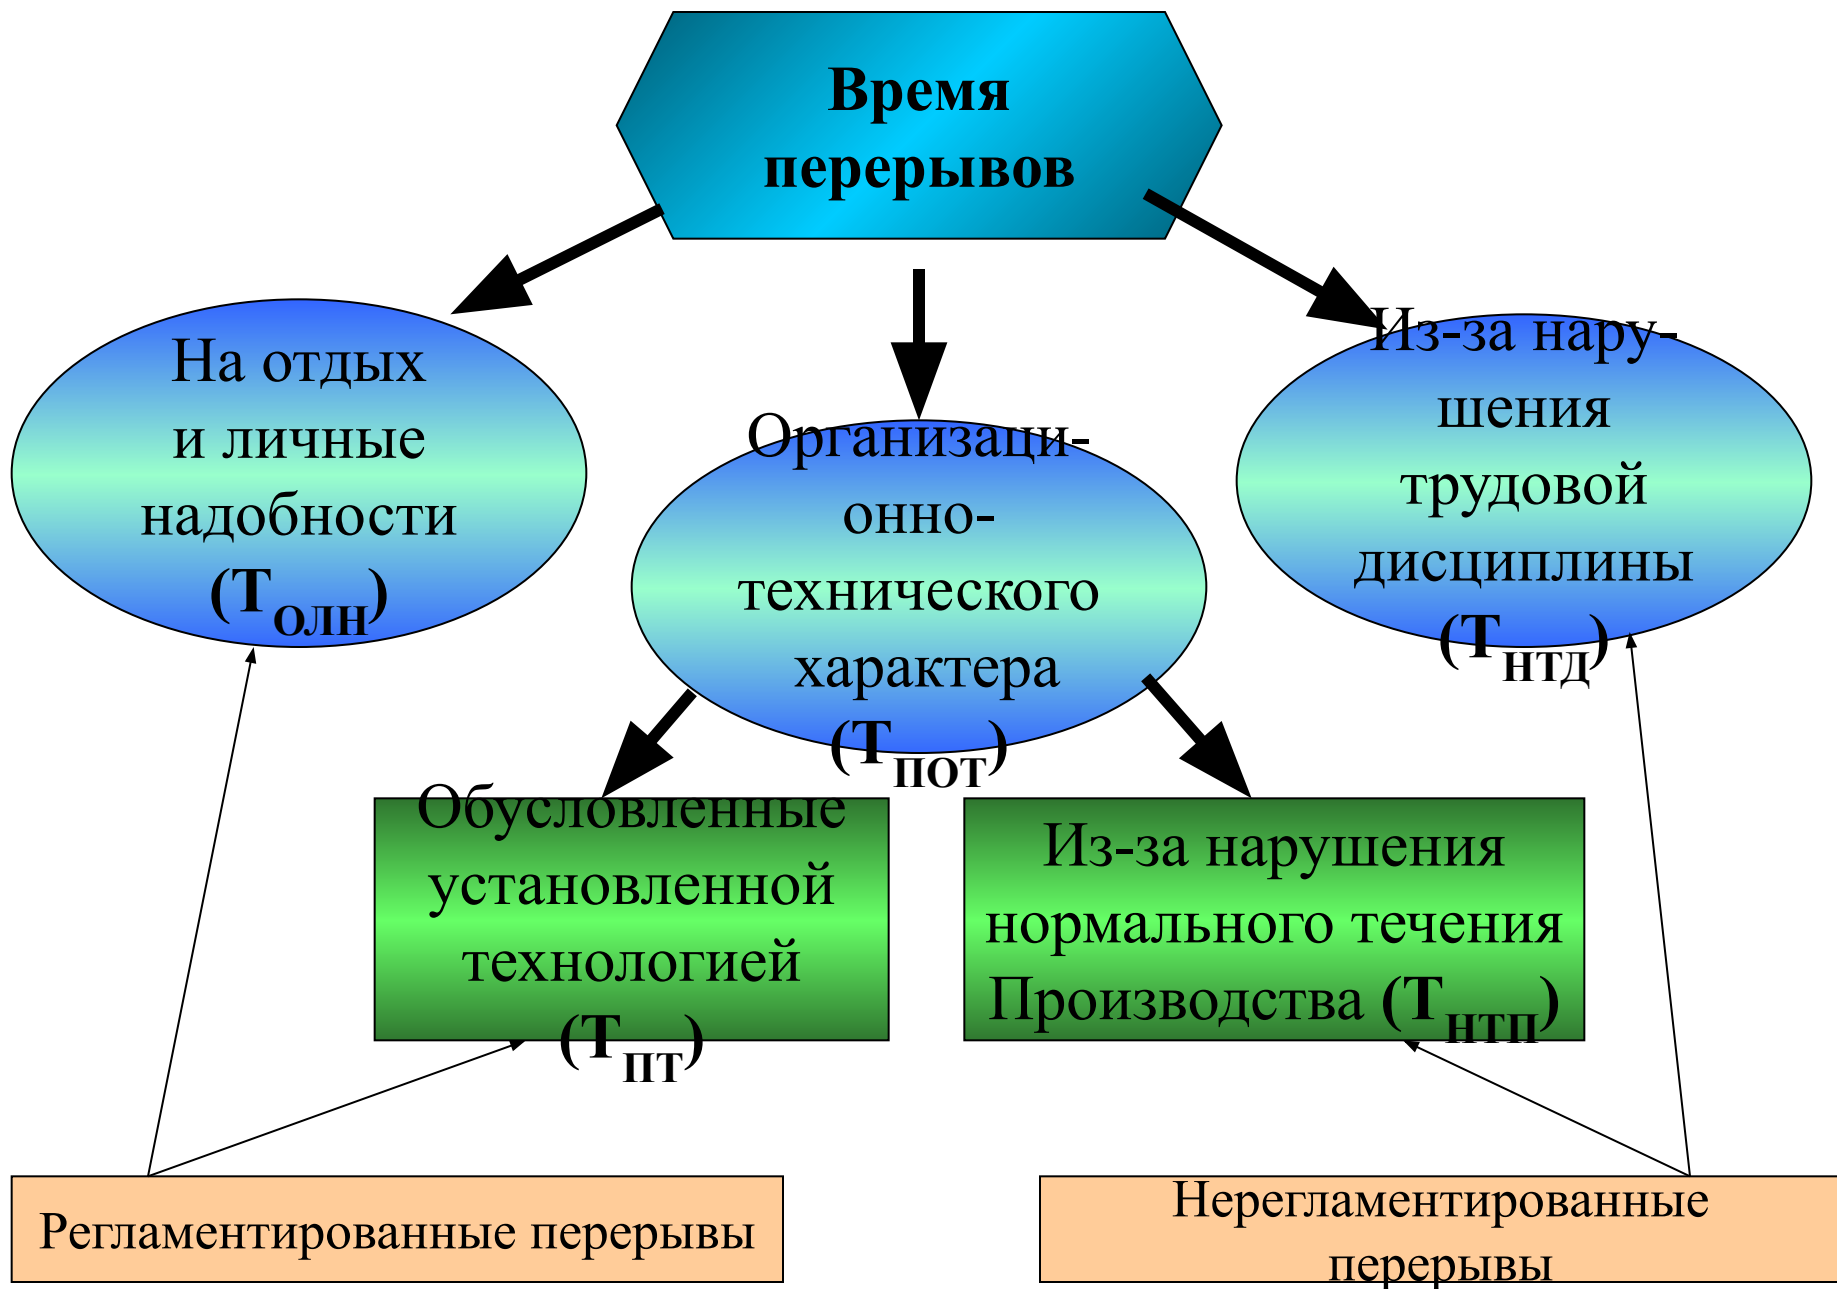 Время
перерывов
На отдых
и личные
надобности
(ТОЛН)
Организаци-
онно-
технического
характера
(ТПОТ)
Из-за нару-
шения
трудовой
дисциплины
(ТНТД)
Обусловленные
установленной
технологией
(ТПТ)
Из-за нарушения
нормального течения
Производства (ТНТП)
Регламентированные перерывы
Нерегламентированные
перерывы